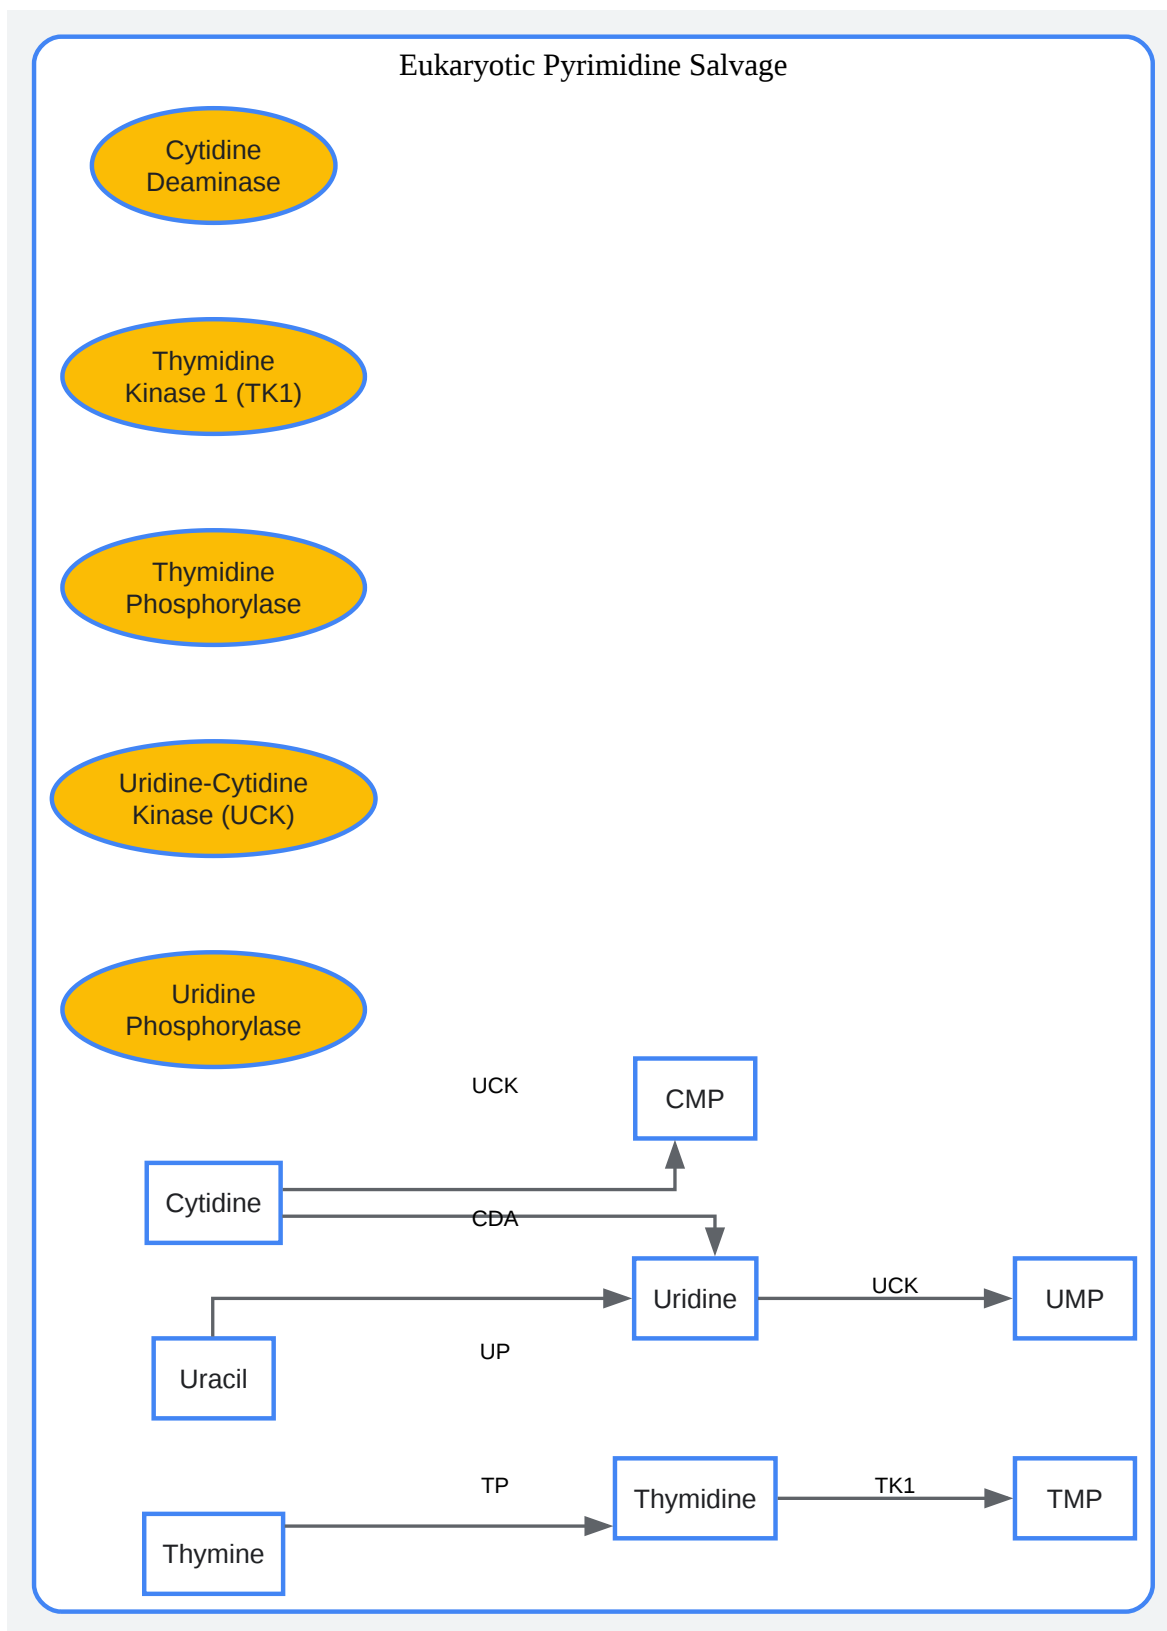 Eukaryotic Pyrimidine Salvage
Cytidine
Deaminase
Thymidine
Kinase 1 (TK1)
Thymidine
Phosphorylase
Uridine-Cytidine
Kinase (UCK)
Uridine
Phosphorylase
UCK
CMP
Cytidine
CDA
Uridine
UCK
UMP
UP
Uracil
TP
Thymidine
TK1
TMP
Thymine